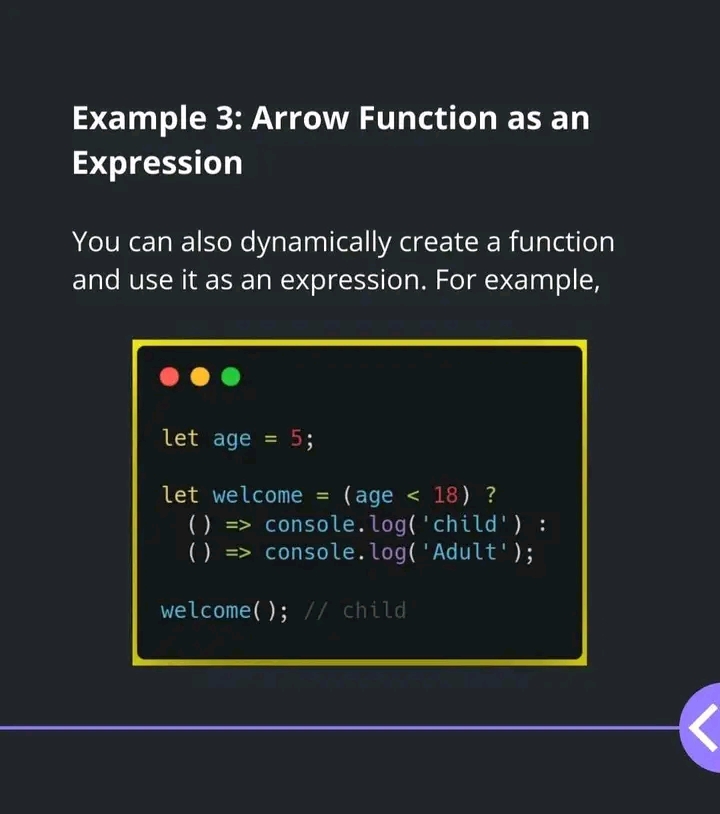 Example 3: Arrow Function as an
Expression
You can also dynamically create a function
and use it as an expression. For example,
let age = 5;
let welcome = (age < 18) ?
  () => console.log('child') :
  () => console.log('Adult');
welcome(); // child